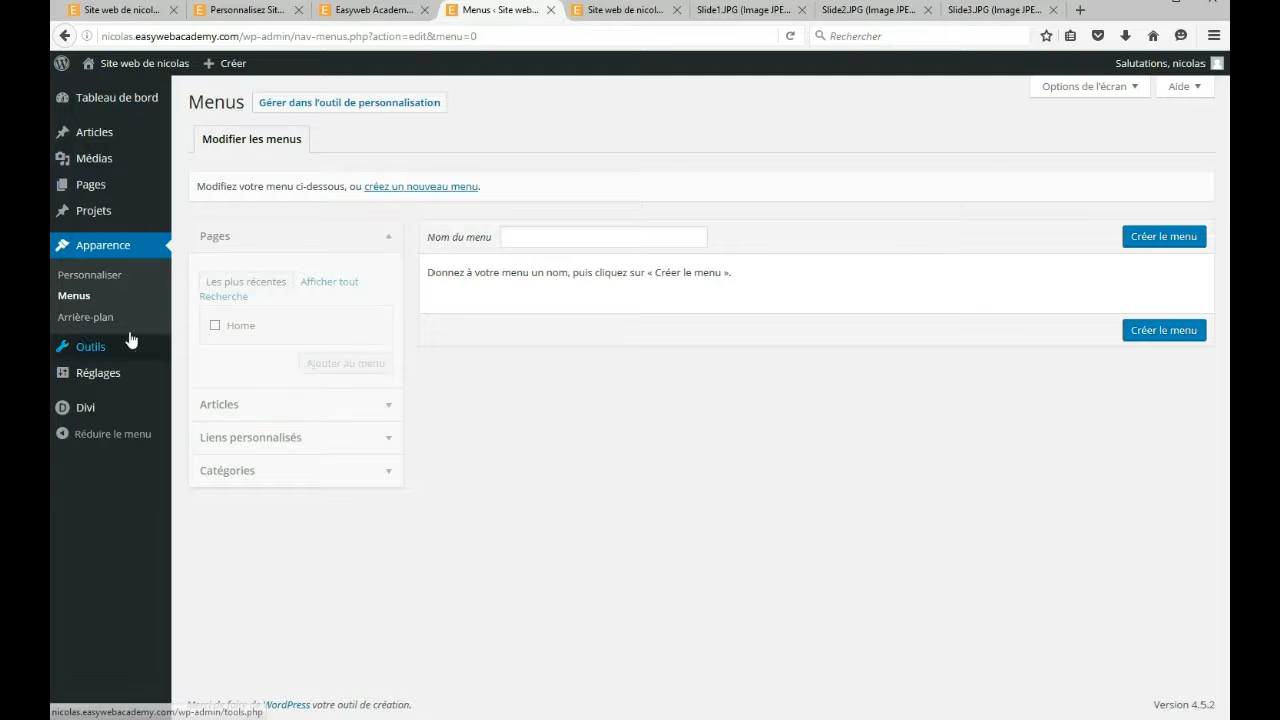 Site web de nicol...
Personnalisez Sit...
Easyweb Academ...
Menus ‹ Site web...
Site web de nicol...
Slide1.JPG (Image JPE...
Slide2.JPG (Image JPE...
Slide3.JPG (Image JPE...
nicolas.easywebacademy.com/wp-admin/nav-menus.php?action=edit&menu=0
Rechercher
Site web de nicolas
Créer
Salutations, nicolas
Tableau de bord
Articles
Médias
Pages
Projets
Apparence
Personnaliser
Menus
Arrière-plan
Outils
Réglages
Divi
Réduire le menu
Options de l'écran
Aide
Menus
Gérer dans l'outil de personnalisation
Modifier les menus
Modifiez votre menu ci-dessous, ou créez un nouveau menu.
Pages
Les plus récentes
Afficher tout
Recherche
Home
Ajouter au menu
Articles
Liens personnalisés
Catégories
Nom du menu
Créer le menu
Donnez à votre menu un nom, puis cliquez sur « Créer le menu ».
Créer le menu
Merci de faire de WordPress votre outil de création.
Version 4.5.2
nicolas.easywebacademy.com/wp-admin/tools.php